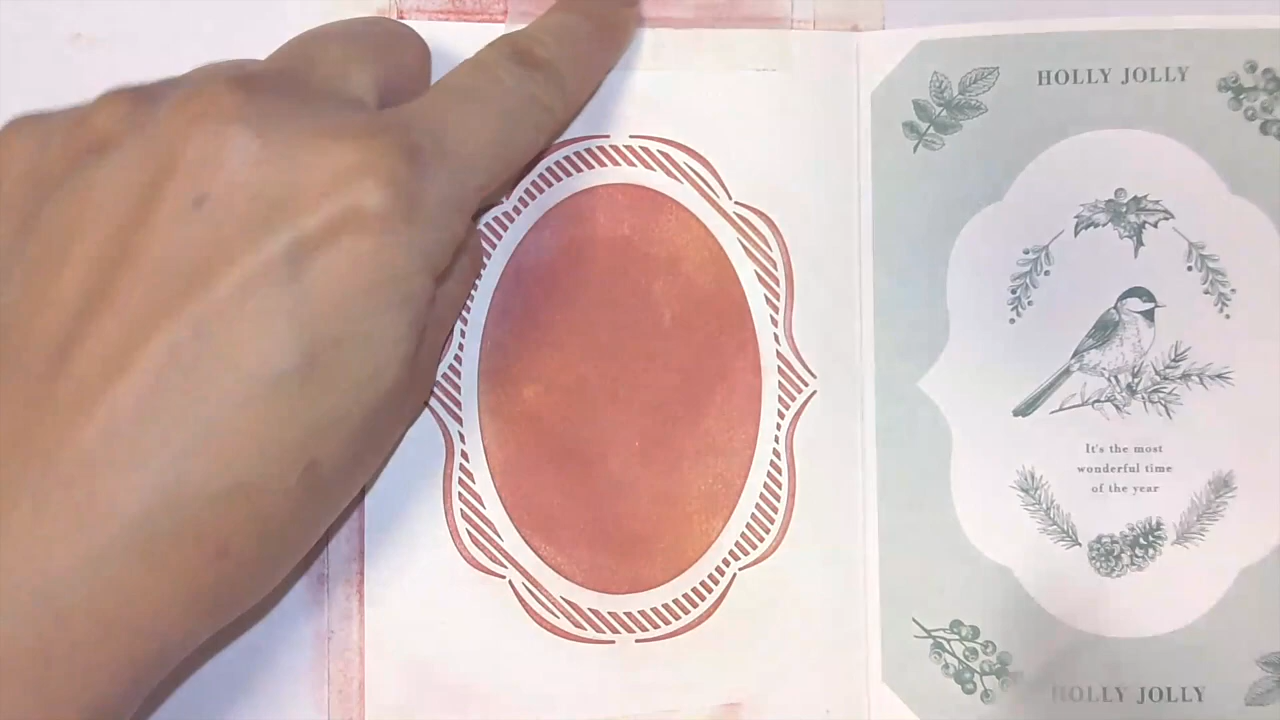 HOLLY JOLLY
It's the most
wonderful time
of the year
HOLLY JOLLY